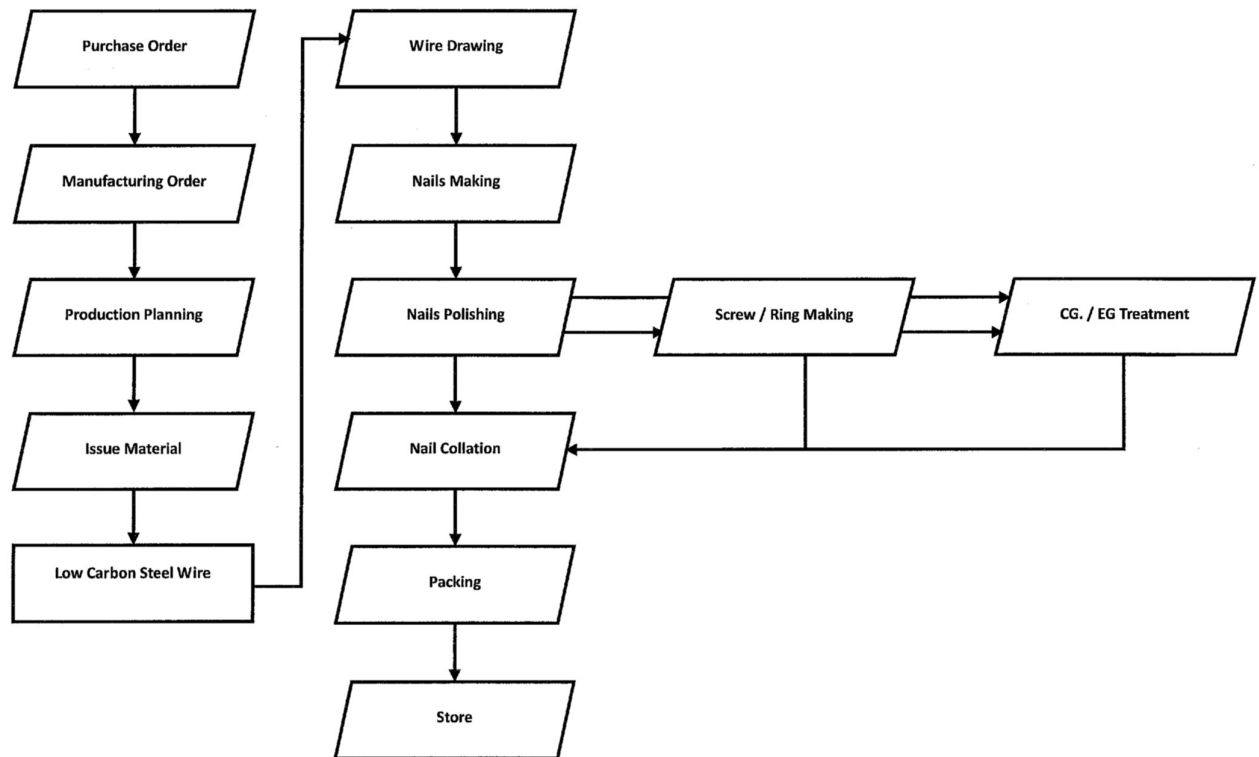 Purchase Order
Manufacturing Order
Production Planning
Issue Material
Low Carbon Steel Wire
Wire Drawing
Nails Making
Nails Polishing
Screw / Ring Making
CG. / EG Treatment
Nail Collation
Packing
Store